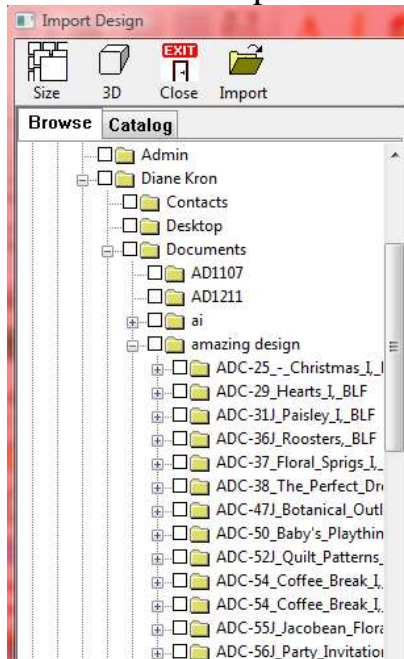 Import Design
EXIT
Size 3D Close Import
Browse Catalog
Admin
Diane Kron
Contacts
Desktop
Documents
AD1107
AD1211
ai
amazing design
ADC-25_-_Christmas_I,_
ADC-29_Hearts_I,_BLF
ADC-31J_Paisley_I,_BLF
ADC-36J_Roosters,_BLF
ADC-37_Floral_Sprigs_I,_
ADC-38_The_Perfect_Dre
ADC-47J_Botanical_Outl
ADC-50_Baby's_Playthin
ADC-52J_Quilt_Patterns_
ADC-54_Coffee_Break_I,
ADC-54_Coffee_Break_I,
ADC-55J_Jacobean_Flora
ADC-56J_Party_Invitation